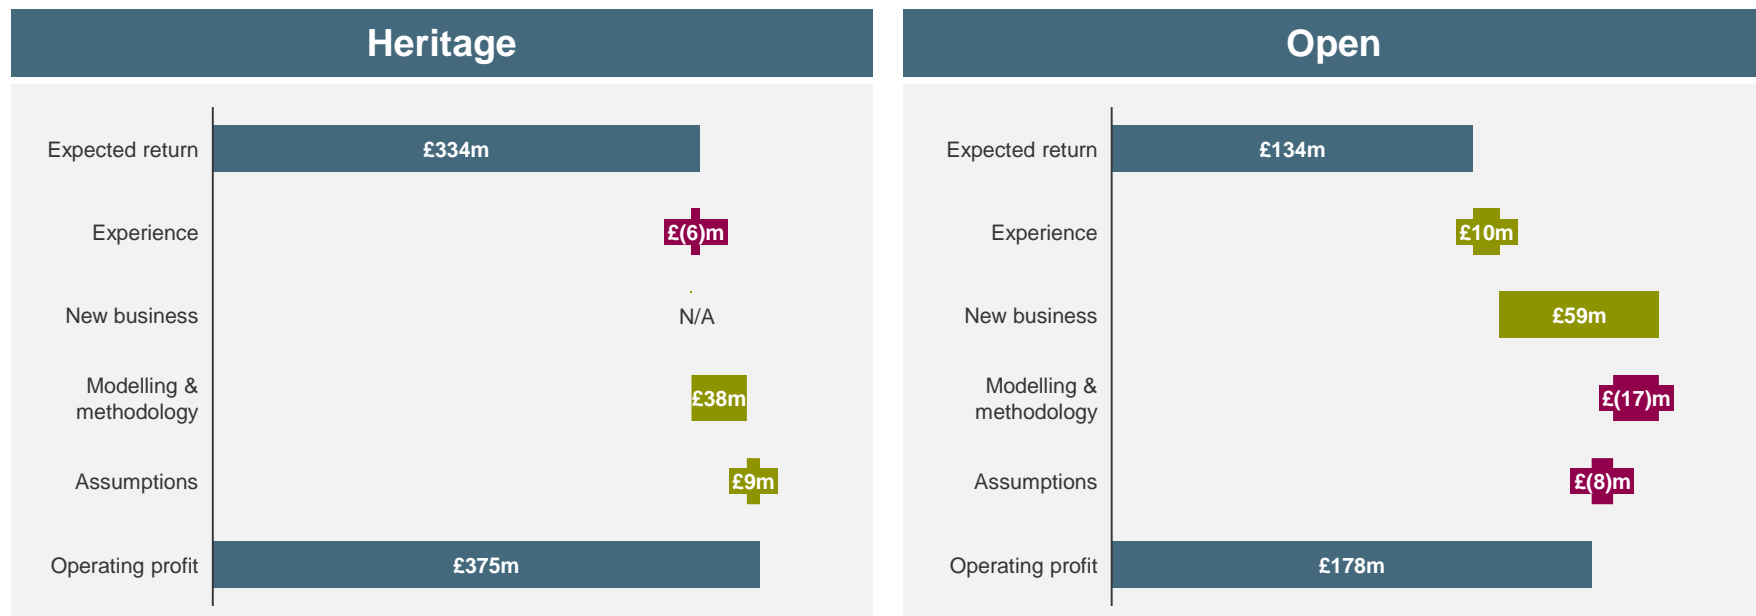 Heritage
Expected return
£334m
Experience
£(6)m
New business
N/A
Modelling &
methodology
£38m
Assumptions
£9m
Operating profit
£375m
Open
Expected return
£134m
Experience
£10m
New business
£59m
Modelling &
methodology
£(17)m
Assumptions
£(8)m
Operating profit
£178m